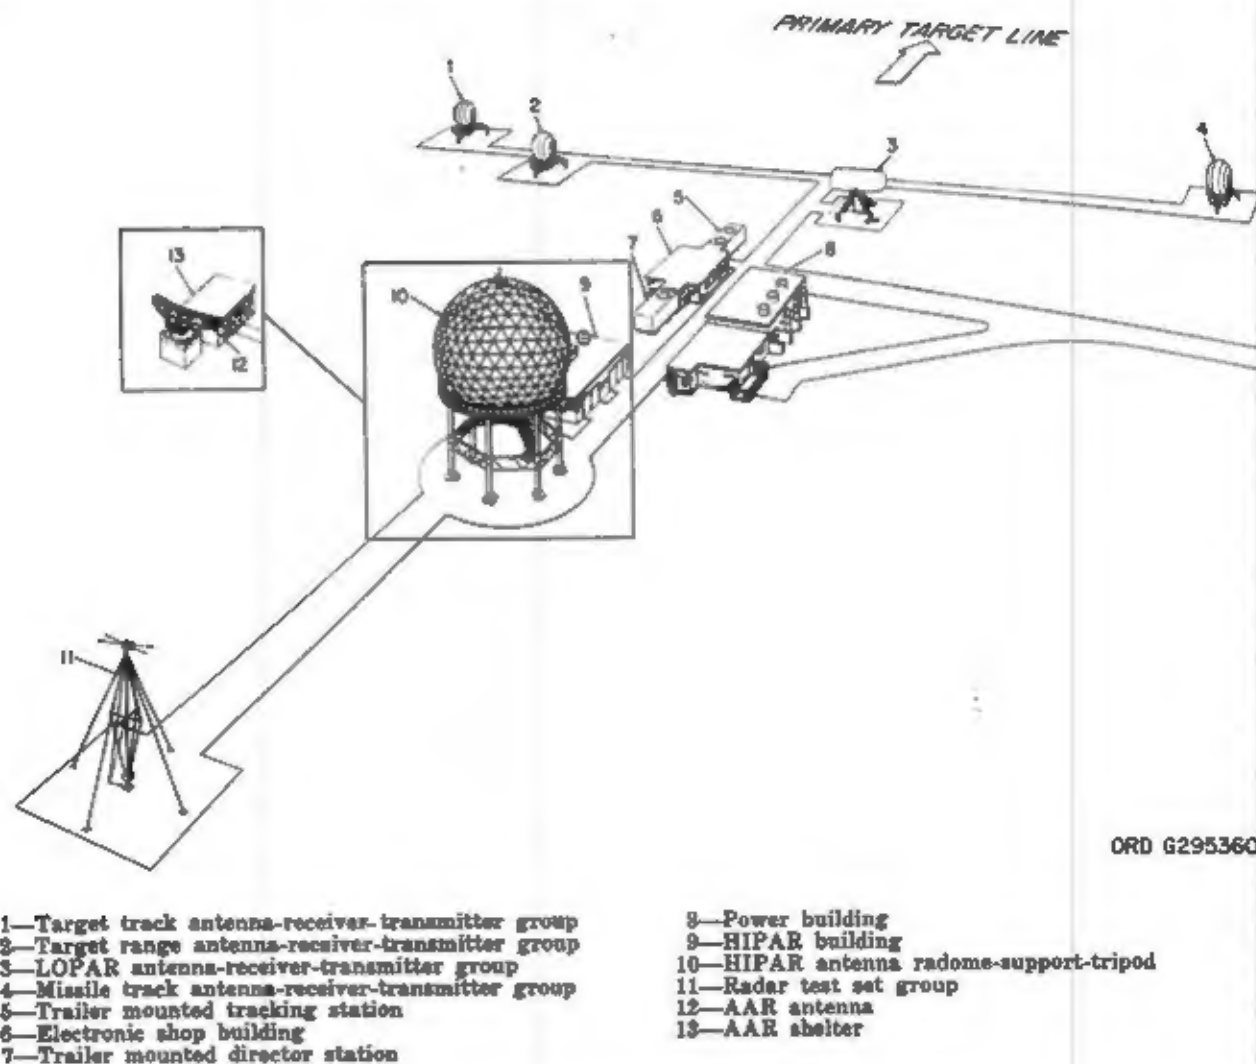 PRIMARY TARGET LINE
1
2
3
4
5
6
7
8
9
10
13
12
11
ORD G295360
1—Target track antenna-receiver-transmitter group
2—Target range antenna-receiver-transmitter group
3—LOPAR antenna-receiver-transmitter group
4—Missile track antenna-receiver-transmitter group
5—Trailer mounted tracking station
6—Electronic shop building
7—Trailer mounted director station
8—Power building
9—HIPAR building
10—HIPAR antenna radome-support-tripod
11—Radar test set group
12—AAR antenna
13—AAR shelter